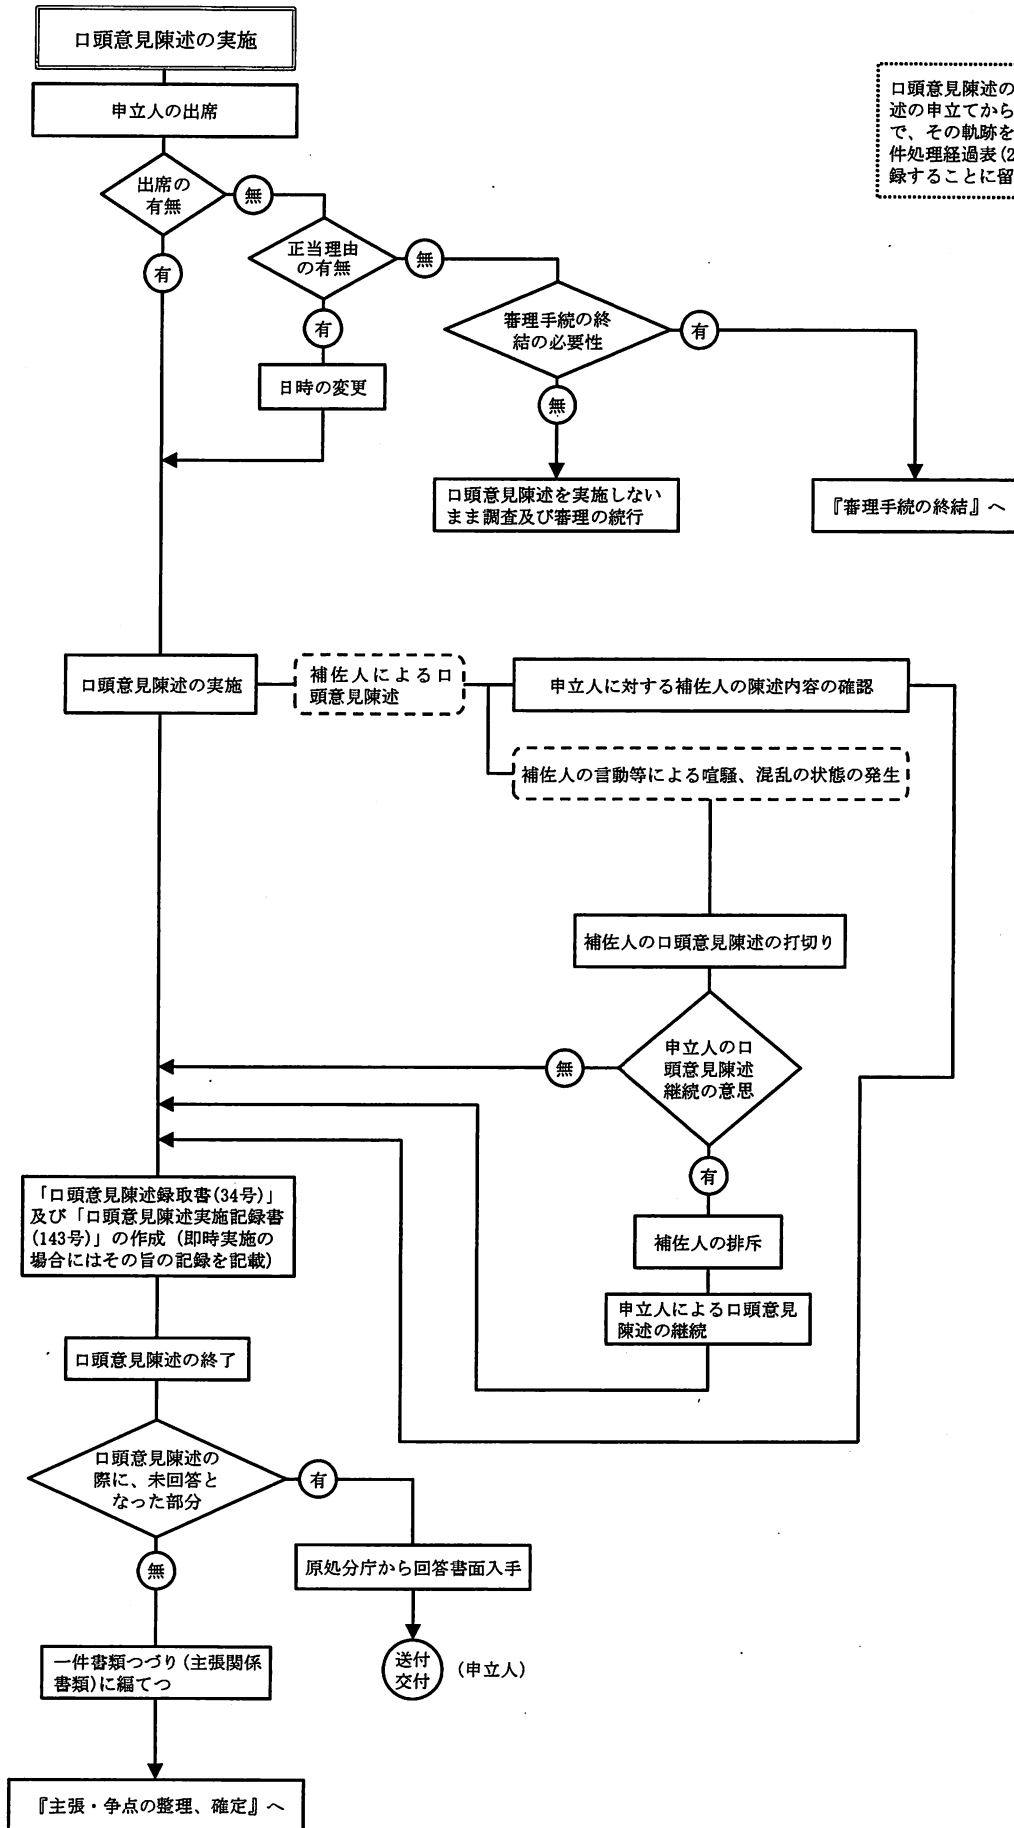 口頭意見陳述の実施
申立人の出席
口頭意見陳述の
述の申立てから
で、その軌跡を
件処理経過表(2
録することに留
出席の
有無
無
有
正当理由
の有無
無
有
日時の変更
審理手続の終
結の必要性
有
無
口頭意見陳述を実施しない
まま調査及び審理の続行
『審理手続の終結』へ
口頭意見陳述の実施
補佐人による口
頭意見陳述
申立人に対する補佐人の陳述内容の確認
補佐人の言動等による喧騒、混乱の状態の発生
補佐人の口頭意見陳述の打切り
申立人の口
頭意見陳述
継続の意思
無
有
補佐人の排斥
申立人による口頭意見
陳述の継続
「口頭意見陳述録取書(34号)」
及び「口頭意見陳述実施記録書
(143号)」の作成(即時実施の
場合にはその旨の記録を記載)
口頭意見陳述の終了
口頭意見陳述の
際に、未回答と
なった部分
有
無
原処分庁から回答書面入手
送付
交付
(申立人)
一件書類つづり(主張関係
書類)に編てつ
『主張・争点の整理、確定』へ